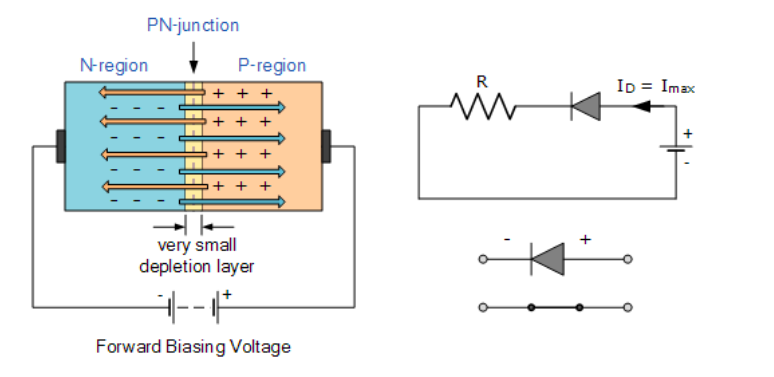 PN-junction
N-region
P-region
+ + +
- - -
+ + +
- - -
+ + +
- - -
+ + +
- - -
very small
depletion layer
- +
Forward Biasing Voltage
R
ID = Imax
+
-
- +